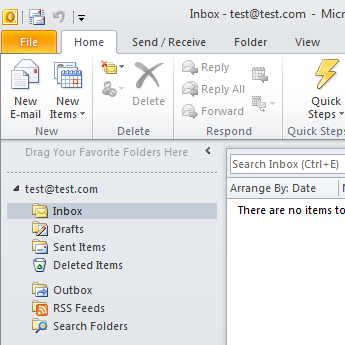 Inbox - test@test.com - Micr
File Home Send / Receive Folder View
New E-mail
New Items
New
Delete
Delete
Reply
Reply All
Forward
Respond
Quick Steps
Quick Steps
Drag Your Favorite Folders Here
test@test.com
Inbox
Drafts
Sent Items
Deleted Items
Outbox
RSS Feeds
Search Folders
Search Inbox (Ctrl+E)
Arrange By: Date
There are no items to